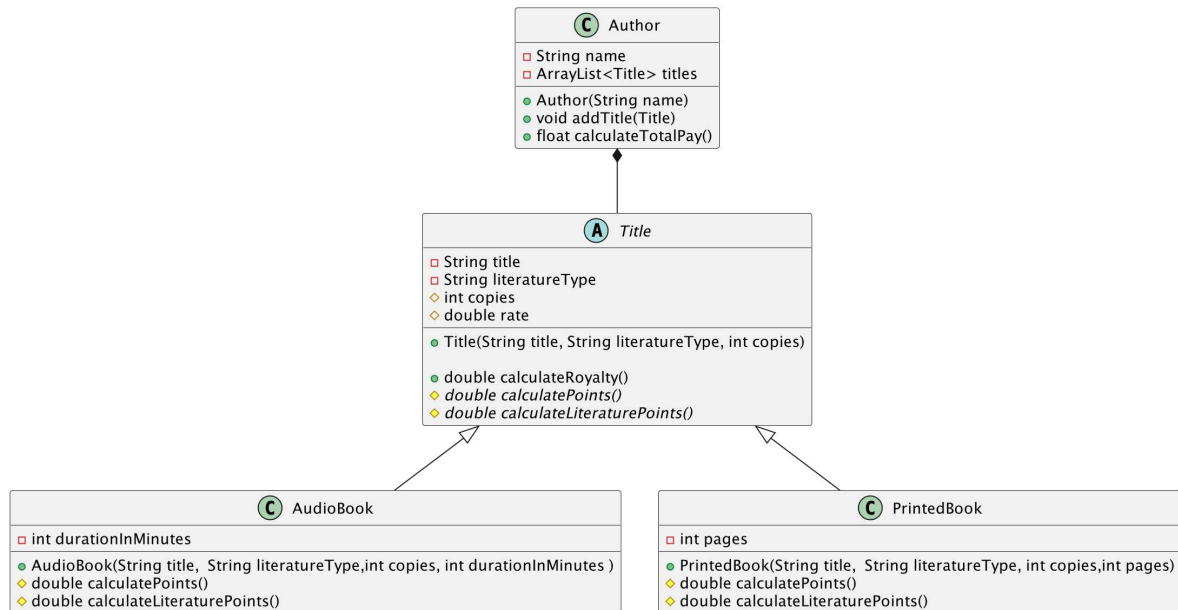 C Author
String name
ArrayList<Title> titles
Author(String name)
void addTitle(Title)
float calculateTotalPay()
A Title
String title
String literatureType
int copies
double rate
Title(String title, String literatureType, int copies)
double calculateRoyalty()
double calculatePoints()
double calculateLiteraturePoints()
C AudioBook
int durationInMinutes
AudioBook(String title,  String literatureType,int copies, int durationInMinutes )
double calculatePoints()
double calculateLiteraturePoints()
C PrintedBook
int pages
PrintedBook(String title,  String literatureType, int copies,int pages)
double calculatePoints()
double calculateLiteraturePoints()